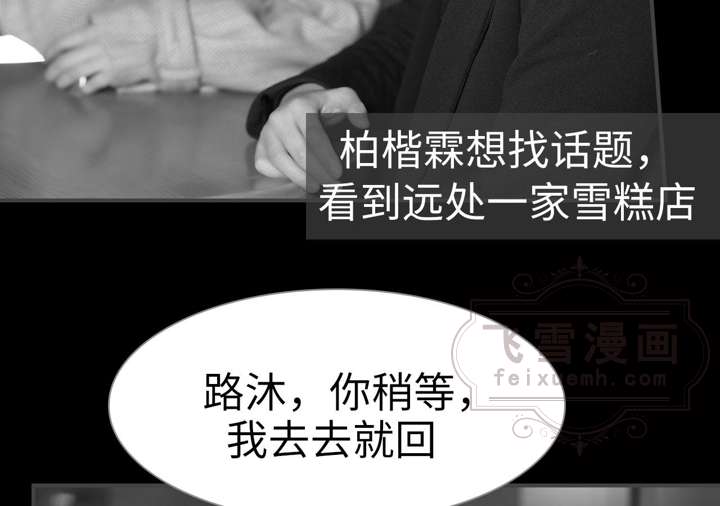 柏楷霖想找话题，
看到远处一家雪糕店
飞雪漫画
feixuemh.com
路沐，你稍等，
我去去就回